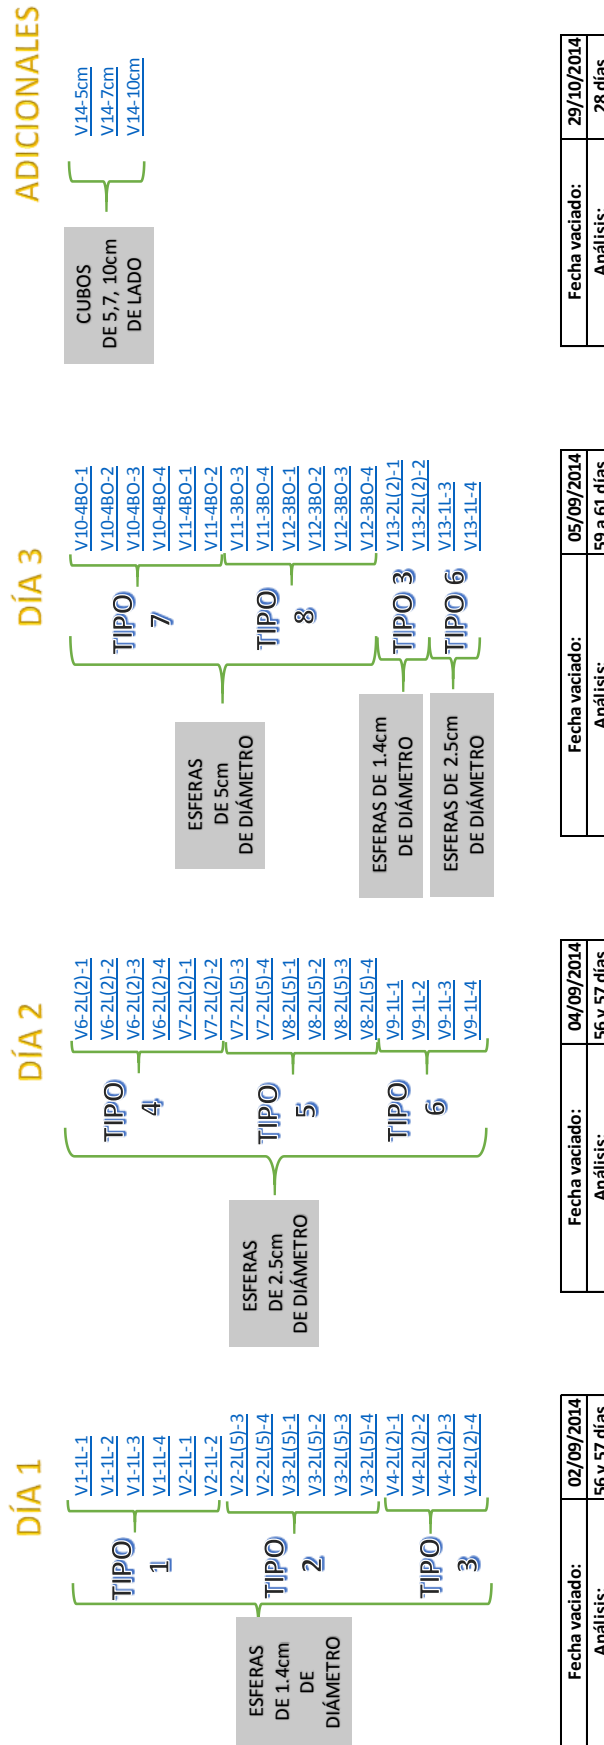 DÍA 1
ESFERAS
DE 1.4cm
DE
DIÁMETRO
TIPO
1
V1-1L-1
V1-1L-2
V1-1L-3
V1-1L-4
V2-1L-1
V2-1L-2
TIPO
2
V2-2L(5)-3
V2-2L(5)-4
V3-2L(5)-1
V3-2L(5)-2
V3-2L(5)-3
V3-2L(5)-4
TIPO
3
V4-2L(2)-1
V4-2L(2)-2
V4-2L(2)-3
V4-2L(2)-4
Fecha vaciado: 02/09/2014
Análisis: 56 y 57 días
DÍA 2
ESFERAS
DE 2.5cm
DE DIÁMETRO
TIPO
4
V6-2L(2)-1
V6-2L(2)-2
V6-2L(2)-3
V6-2L(2)-4
V7-2L(2)-1
V7-2L(2)-2
TIPO
5
V7-2L(5)-3
V7-2L(5)-4
V8-2L(5)-1
V8-2L(5)-2
V8-2L(5)-3
V8-2L(5)-4
TIPO
6
V9-1L-1
V9-1L-2
V9-1L-3
V9-1L-4
Fecha vaciado: 04/09/2014
Análisis: 56 y 57 días
DÍA 3
ESFERAS
DE 5cm
DE DIÁMETRO
TIPO
7
V10-4BO-1
V10-4BO-2
V10-4BO-3
V10-4BO-4
V11-4BO-1
V11-4BO-2
TIPO
8
V11-3BO-3
V11-3BO-4
V12-3BO-1
V12-3BO-2
V12-3BO-3
V12-3BO-4
ESFERAS DE 1.4cm
DE DIÁMETRO
TIPO 3
V13-2L(2)-1
V13-2L(2)-2
ESFERAS DE 2.5cm
DE DIÁMETRO
TIPO 6
V13-1L-3
V13-1L-4
Fecha vaciado: 05/09/2014
Análisis: 59 a 61 días
ADICIONALES
CUBOS
DE 5,7, 10cm
DE LADO
V14-5cm
V14-7cm
V14-10cm
Fecha vaciado: 29/10/2014
Análisis: 28 días